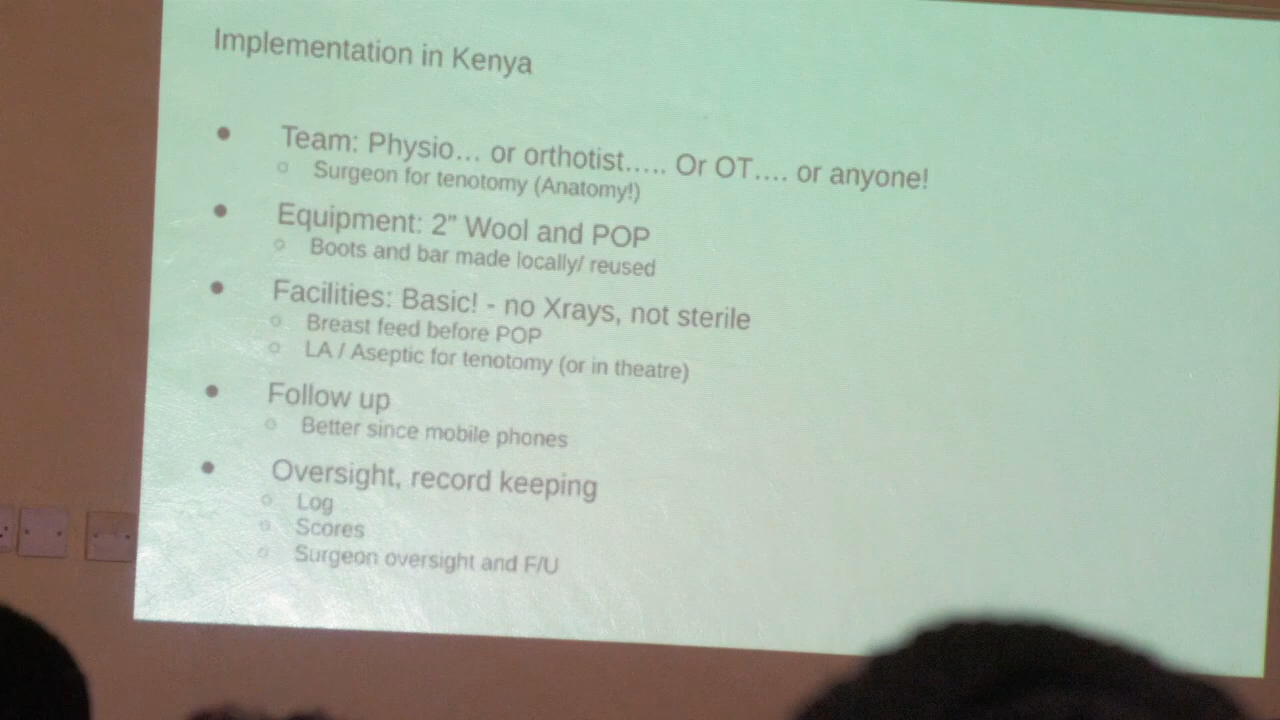 Implementation in Kenya
● Team: Physio… or orthotist..... Or OT.... or anyone!
○ Surgeon for tenotomy (Anatomy!)
● Equipment: 2" Wool and POP
○ Boots and bar made locally/ reused
● Facilities: Basic! - no Xrays, not sterile
○ Breast feed before POP
○ LA / Aseptic for tenotomy (or in theatre)
● Follow up
○ Better since mobile phones
● Oversight, record keeping
○ Log
○ Scores
○ Surgeon oversight and F/U